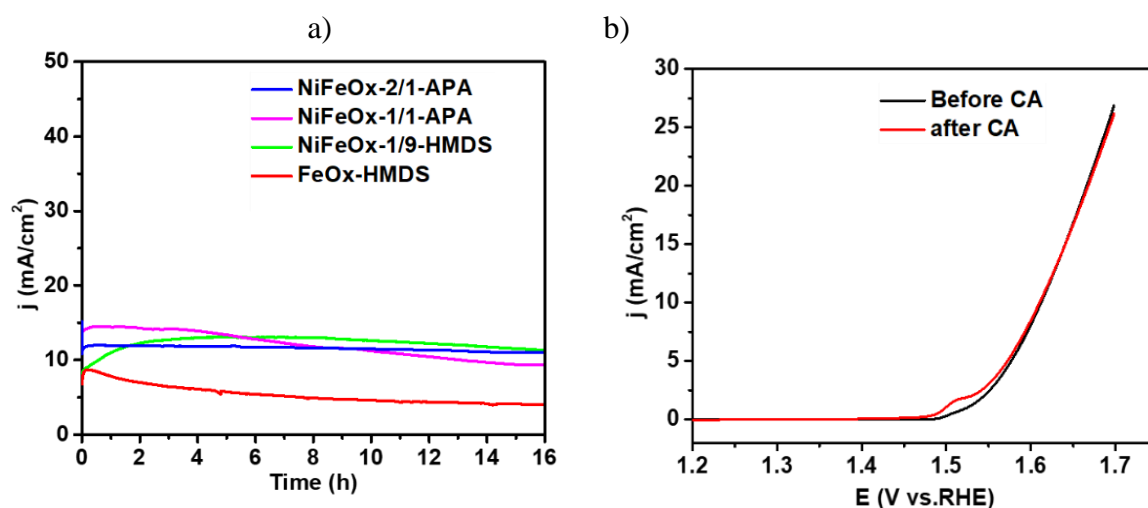 a)
50
40
30
20
10
0
j (mA/cm²)
0 2 4 6 8 10 12 14 16
Time (h)
NiFeOx-2/1-APA
NiFeOx-1/1-APA
NiFeOx-1/9-HMDS
FeOx-HMDS
b)
30
25
20
15
10
5
0
j (mA/cm²)
1.2 1.3 1.4 1.5 1.6 1.7
E (V vs.RHE)
Before CA
after CA